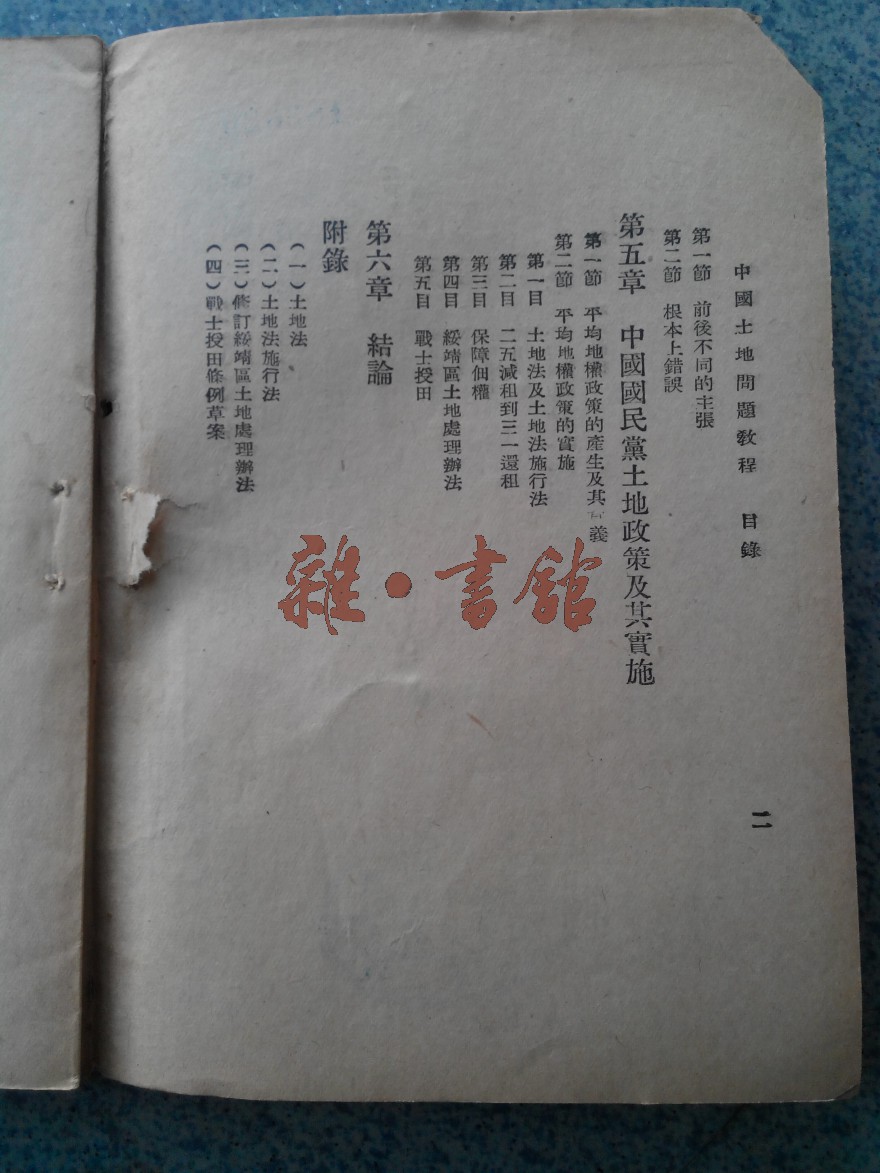 中國土地問題教程　目錄
二
第一節　前後不同的主張
第二節　根本上錯誤
第五章　中國國民黨土地政策及其實施
第一節　平均地權政策的產生及其 義
第二節　平均地權政策的實施
第一目　土地法及土地法施行法
第二目　二五減租到三一還租
第三目　保障佃權
第四目　綏靖區土地處理辦法
第五目　戰士授田
第六章　結論
附錄
（一）土地法
（二）土地法施行法
（三）修訂綏靖區土地處理辦法
（四）戰士授田條例草案
雜·書館